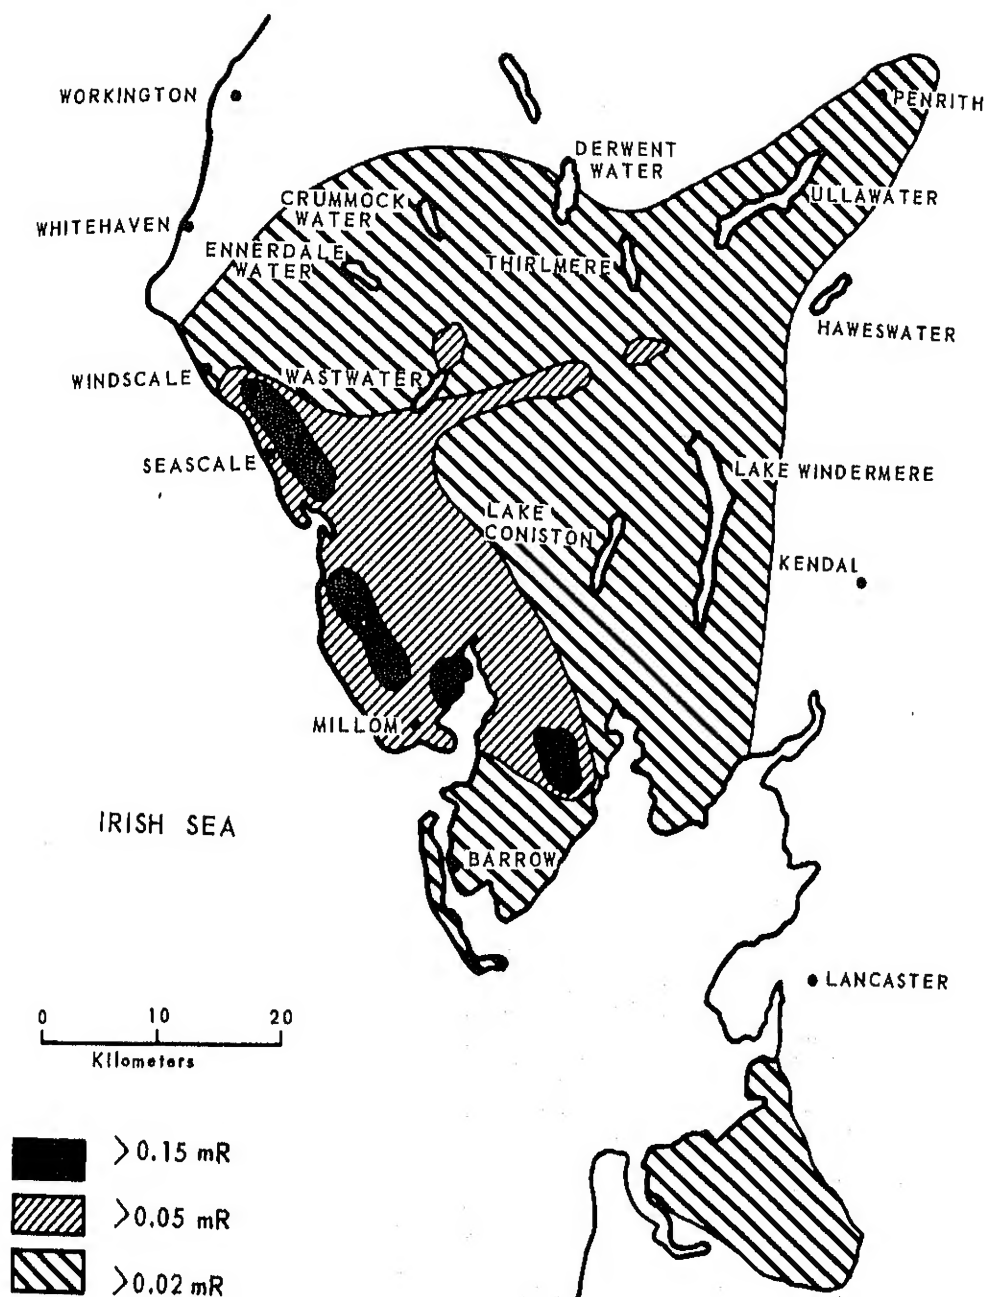 WORKINGTON
PENRITH
DERWENT
WATER
ULLAWATER
CRUMMOCK
WATER
WHITEHAVEN
ENNERDALE
WATER
THIRLMERE
HAWESWATER
WINDSCALE
WASTWATER
SEASCALE
LAKE WINDERMERE
LAKE
CONISTON
KENDAL
MILLOM
IRISH SEA
BARROW
LANCASTER
0 10 20
Kilometers
>0.15 mR
>0.05 mR
>0.02 mR